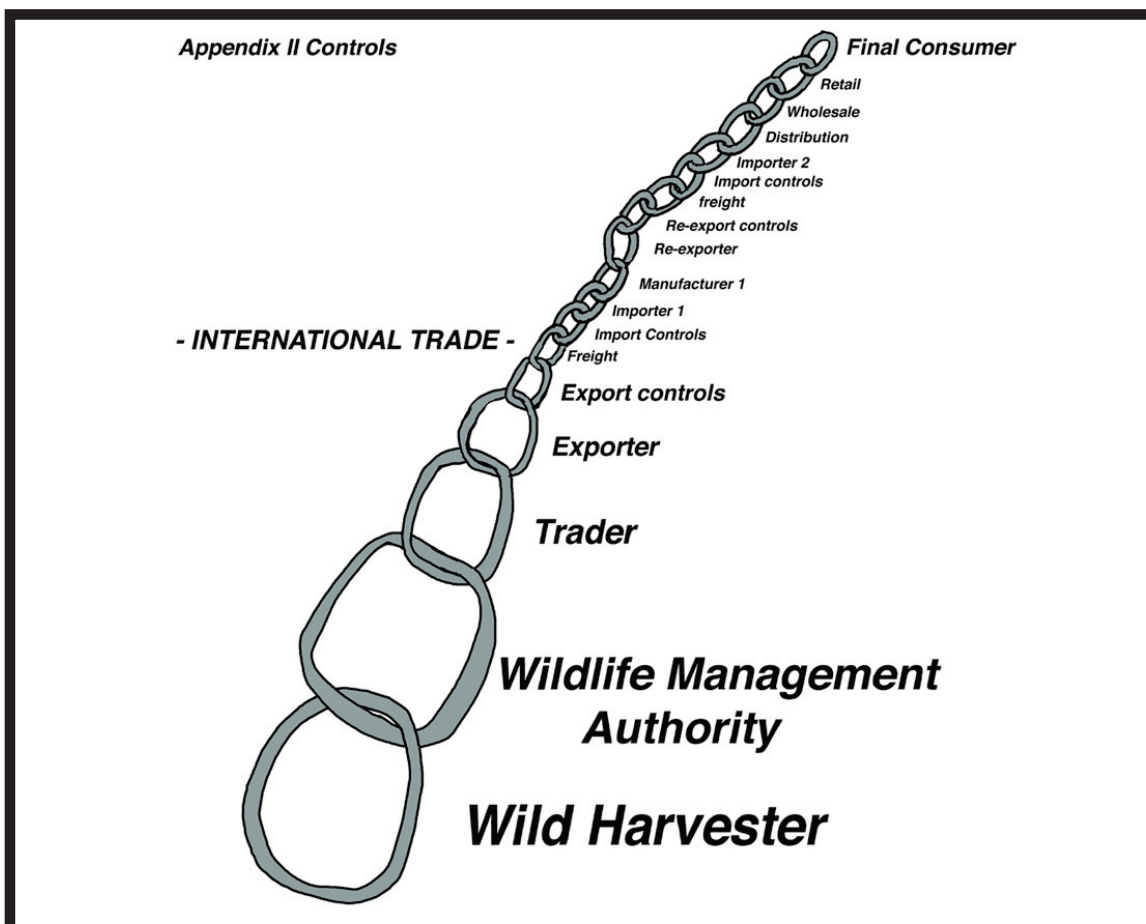 Appendix II Controls
Final Consumer
Retail
Wholesale
Distribution
Importer 2
Import controls
freight
Re-export controls
Re-exporter
Manufacturer 1
Importer 1
- INTERNATIONAL TRADE -
Import Controls
Freight
Export controls
Exporter
Trader
Wildlife Management
Authority
Wild Harvester